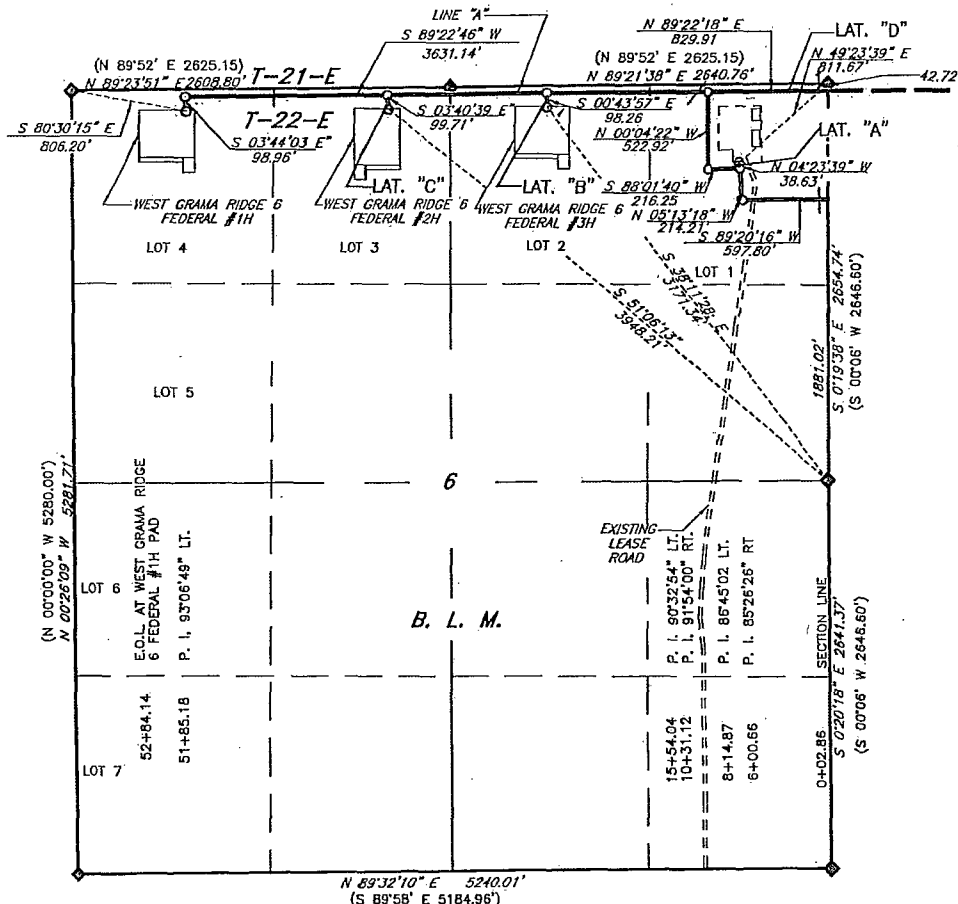 LINE "A"
S 89°22'46" W
3631.14'
N 89°22'18" E
829.91
LAT. "D"
(N 89°52' E 2625.15)
N 89°23'51" E 2608.80'
T-21-E
(N 89°52' E 2625.15)
N 89°21'38" E 2640.76'
N 49°23'39" E
811.67'
42.72
T-22-E
S 80°30'15" E
806.20'
S 03°44'03 E"
98.96'
S 03°40'39 E
99.71'
S 00°43'57" E
98.26
N 00°04'22" W
522.92'
LAT. "A"
N 04°23'39" W
38.63'
LAT. "C"
LAT. "B"
S 88°01'40" W
216.25
WEST GRAMA RIDGE 6
FEDERAL #1H
WEST GRAMA RIDGE 6
FEDERAL #2H
WEST GRAMA RIDGE 6
FEDERAL #3H
N 05°13'18" W
214.21'
S 89°20'16" W
597.80'
LOT 4
LOT 3
LOT 2
LOT 1
S 38°11'28" E
3171.34'
S 51°06'13"
3948.21'
1881.02'
S 0°19'38" E 2654.74'
(S 00°06' W 2646.60')
LOT 5
6
(N 00°00'00" W 5280.00')
N 00°26'09" W 5281.71'
EXISTING
LEASE
ROAD
LOT 6
E.O.L. AT WEST GRAMA RIDGE
6 FEDERAL #1H PAD
P. I. 93°06'49" LT.
B. L. M.
P. I. 90°32'54" LT.
P. I. 91°54'00" RT.
P. I. 86°45'02 LT.
P. I. 85°26'26" RT
SECTION LINE
S 0°20'18" E 2641.37'
(S 00°06' W 2646.60')
LOT 7
52+84.14
51+85.18
15+54.04
10+31.12
8+14.87
6+00.66
0+02.86
N 89°32'10" E 5240.01'
(S 89°58' E 5184.96')